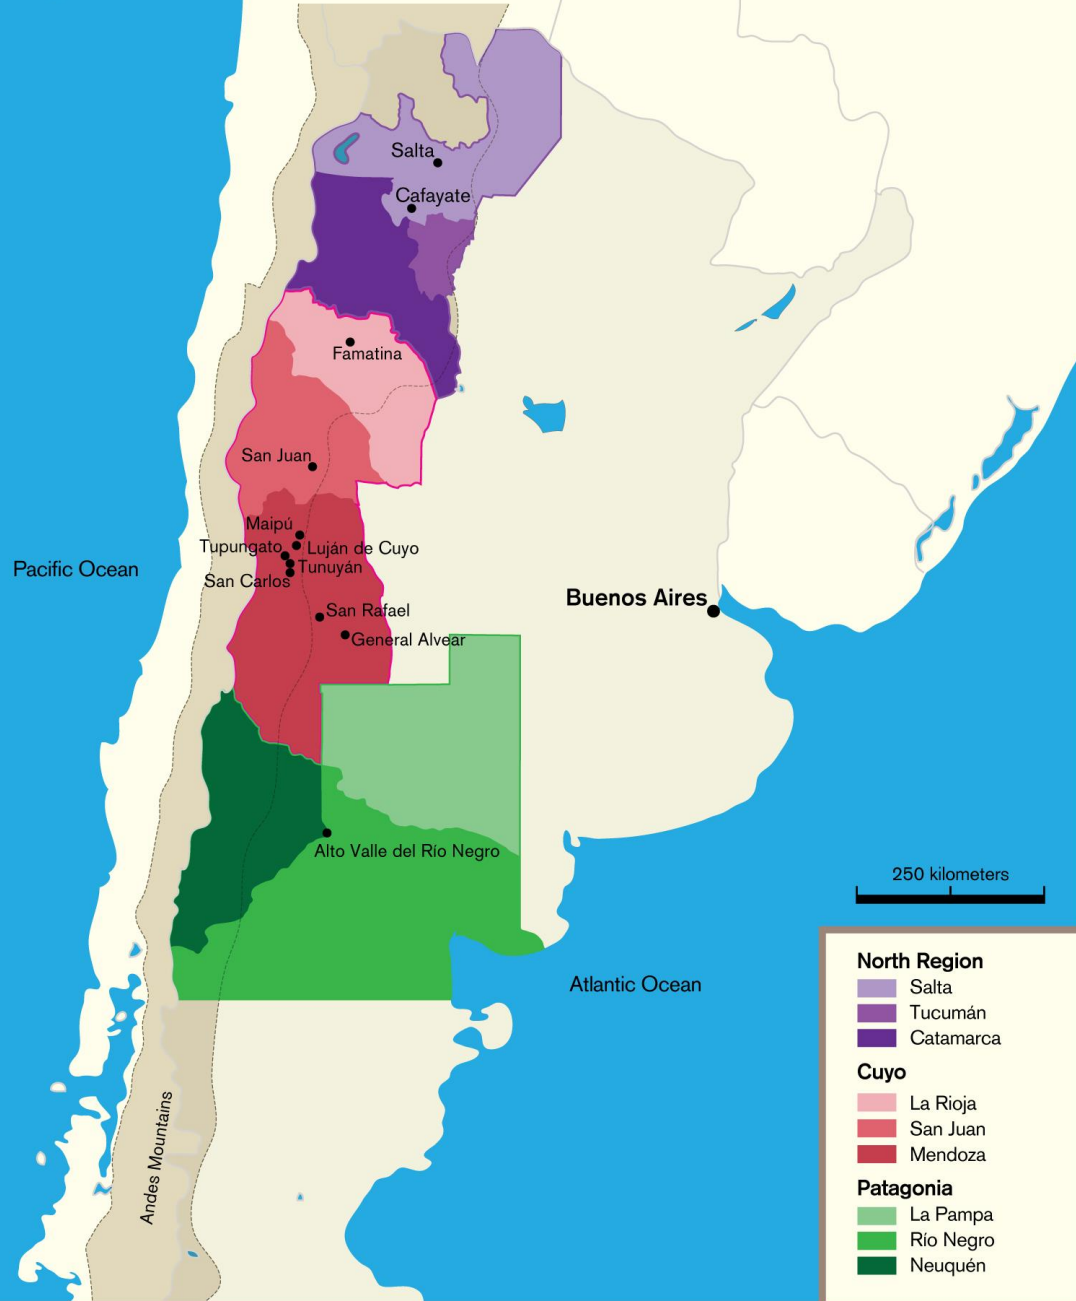 Salta
Cafayate
Famatina
San Juan
Maipú
Tupungato
Luján de Cuyo
Tunuyán
San Carlos
San Rafael
General Alvear
Pacific Ocean
Buenos Aires
Alto Valle del Río Negro
250 kilometers
Atlantic Ocean
Andes Mountains
North Region
Salta
Tucumán
Catamarca
Cuyo
La Rioja
San Juan
Mendoza
Patagonia
La Pampa
Río Negro
Neuquén